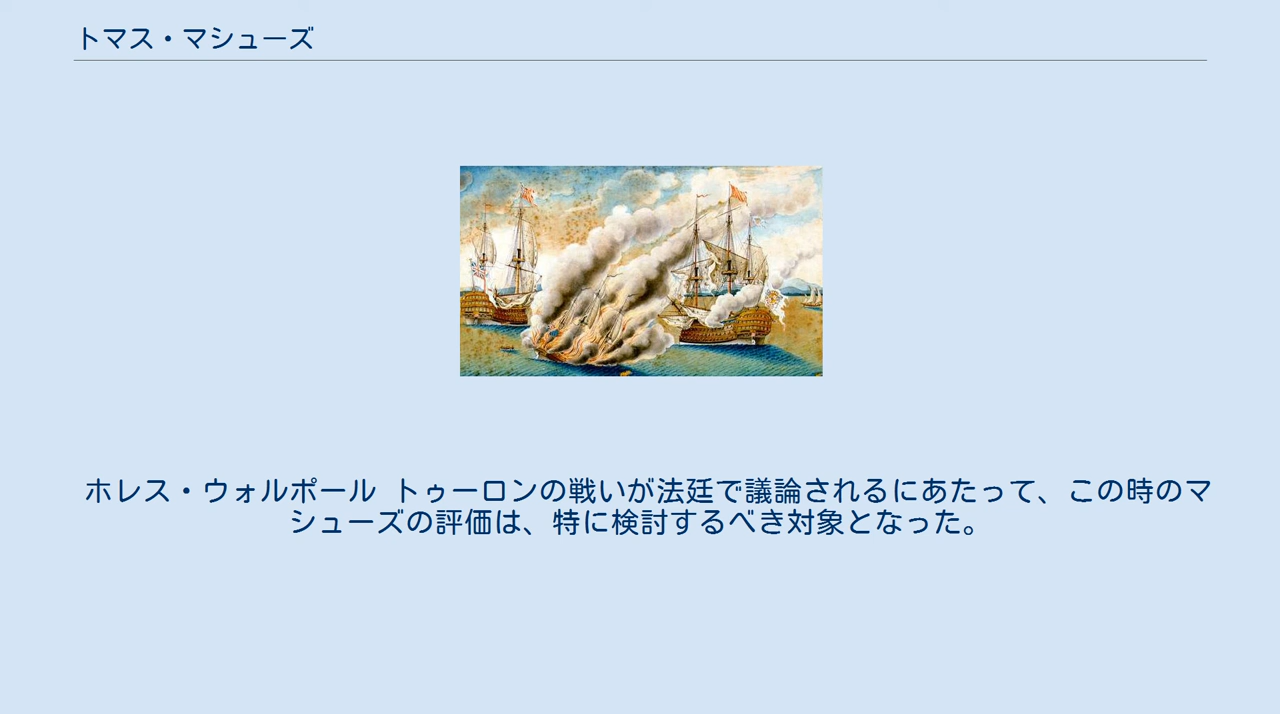 トマス・マシューズ
ホレス・ウォルポール トゥーロンの戦いが法廷で議論されるにあたって、この時のマ
シューズの評価は、特に検討するべき対象となった。